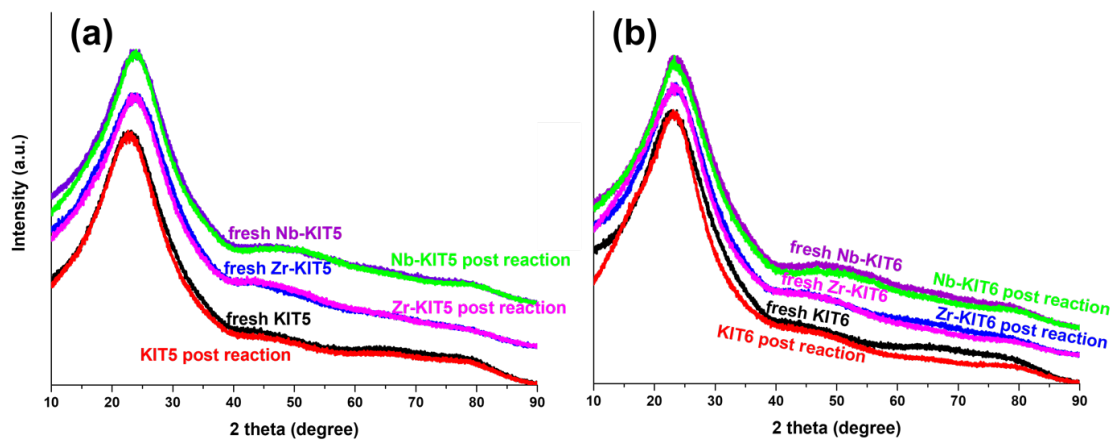 (a)
Intensity (a.u.)
fresh Nb-KIT5
Nb-KIT5 post reaction
fresh Zr-KIT5
Zr-KIT5 post reaction
fresh KIT5
KIT5 post reaction
10 20 30 40 50 60 70 80 90
2 theta (degree)
(b)
fresh Nb-KIT6
Nb-KIT6 post reaction
fresh Zr-KIT6
Zr-KIT6 post reaction
fresh KIT6
KIT6 post reaction
10 20 30 40 50 60 70 80 90
2 theta (degree)